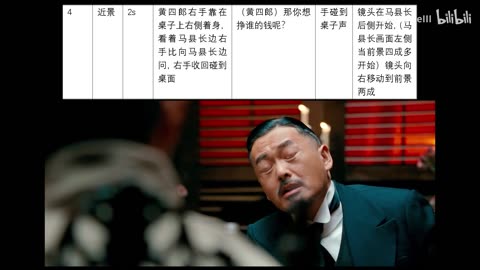 4
近景
2s
黄四郎右手靠在
桌子上右侧着身,
看着马县长边右
手比向马县长边
问,右手收回碰到
桌面
(黄四郎)那你想
挣谁的钱呢?
手碰到
桌子声
镜头在马县长
后侧开始,(马
县长画面左侧
当前景四成多
开始)镜头向
右移动到前景
两成
bilibili